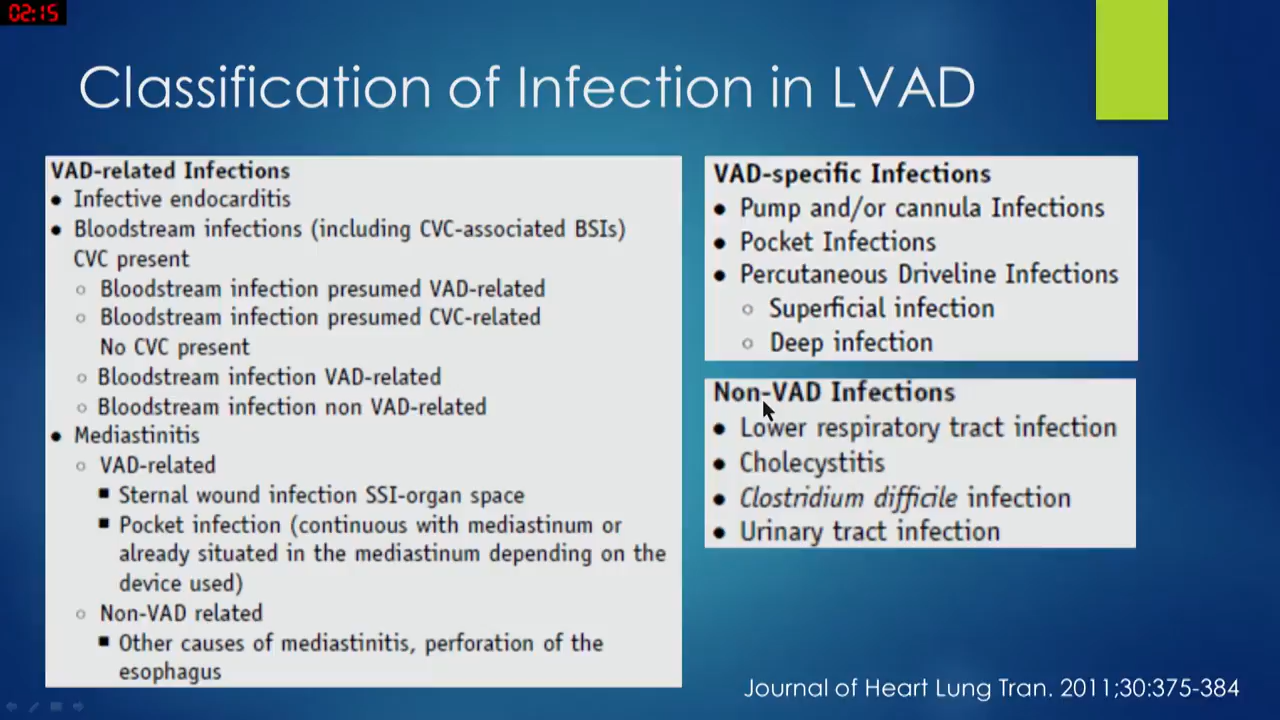 02:15
Classification of Infection in LVAD
VAD-related Infections
● Infective endocarditis
● Bloodstream infections (including CVC-associated BSIs)
CVC present
○ Bloodstream infection presumed VAD-related
○ Bloodstream infection presumed CVC-related
No CVC present
○ Bloodstream infection VAD-related
○ Bloodstream infection non VAD-related
● Mediastinitis
○ VAD-related
■ Sternal wound infection SSI-organ space
■ Pocket infection (continuous with mediastinum or
already situated in the mediastinum depending on the
device used)
○ Non-VAD related
■ Other causes of mediastinitis, perforation of the
esophagus
VAD-specific Infections
● Pump and/or cannula Infections
● Pocket Infections
● Percutaneous Driveline Infections
○ Superficial infection
○ Deep infection
Non-VAD Infections
● Lower respiratory tract infection
● Cholecystitis
● Clostridium difficile infection
● Urinary tract infection
Journal of Heart Lung Tran. 2011;30:375-384